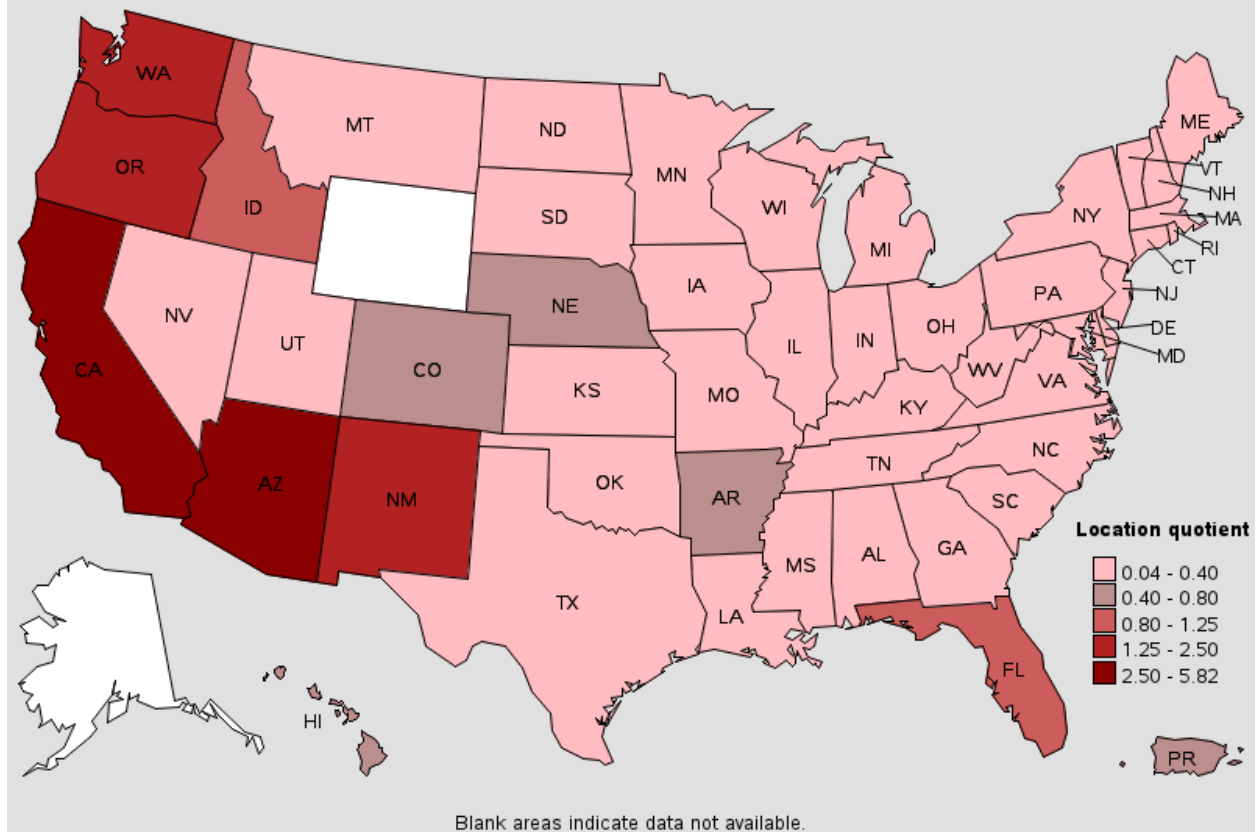 WA
ME
MT
ND
VT
OR
MN
NH
ID
WI
NY
MA
SD
MI
RI
CT
IA
PA
NJ
NE
NV
OH
DE
UT
IL
IN
MD
CO
WV
VA
CA
KS
MO
KY
NC
TN
AZ
OK
NM
AR
SC
Location quotient
GA
MS
AL
0.04 - 0.40
TX
0.40 - 0.80
LA
0.80 - 1.25
1.25 - 2.50
FL
2.50 - 5.82
HI
PR
Blank areas indicate data not available.